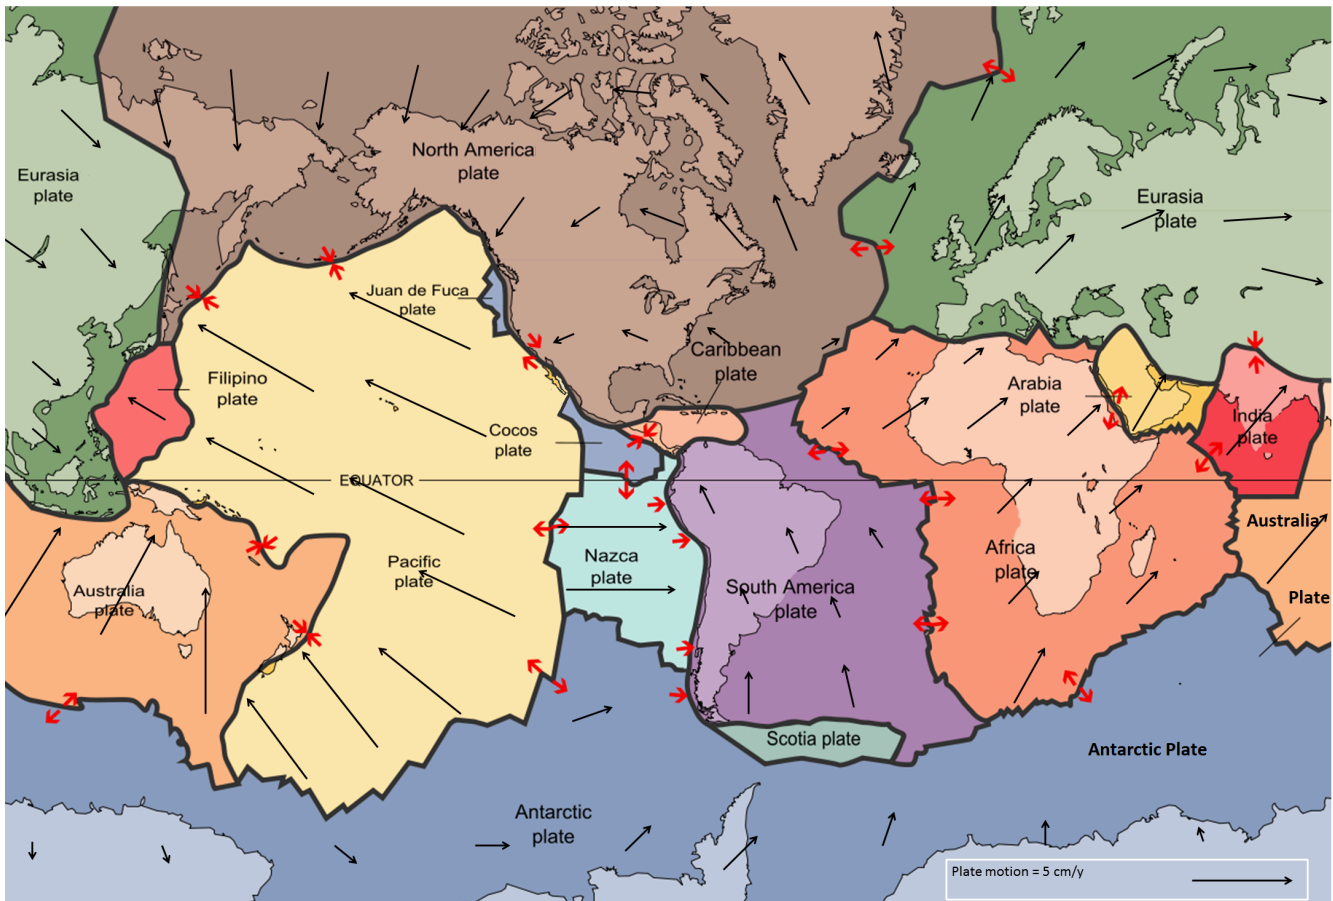 North America
plate
Eurasia
plate
Eurasia
plate
Juan de Fuca
plate
Caribbean
plate
Filipino
plate
Arabia
plate
India
plate
Cocos
plate
EQUATOR
Australia
Plate
Nazca
plate
Africa
plate
Pacific
plate
Australia
plate
South America
plate
Scotia plate
Antarctic Plate
Antarctic
plate
Plate motion = 5 cm/y